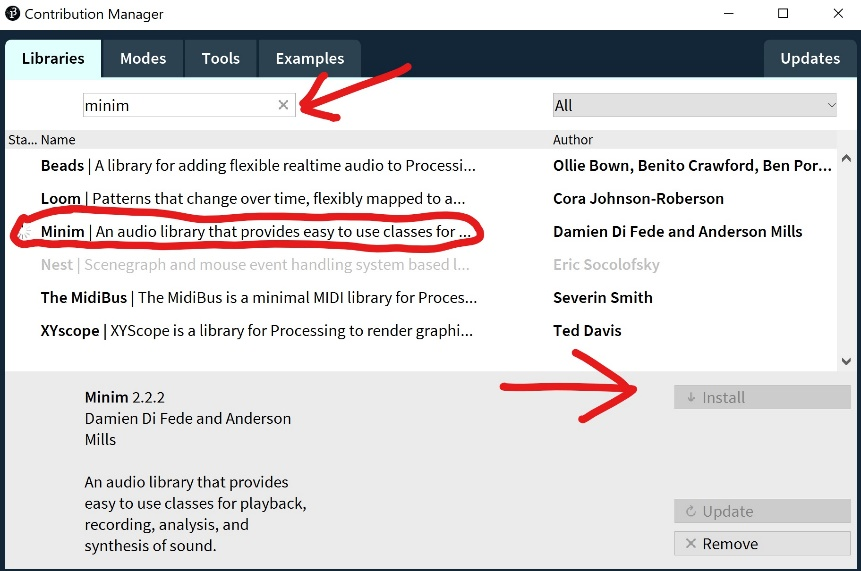 Contribution Manager
Libraries Modes Tools Examples Updates
minim All
Sta... Name Author
Beads | A library for adding flexible realtime audio to Processi... Ollie Bown, Benito Crawford, Ben Por...
Loom | Patterns that change over time, flexibly mapped to a... Cora Johnson-Roberson
Minim | An audio library that provides easy to use classes for ... Damien Di Fede and Anderson Mills
Nest | Scenegraph and mouse event handling system based l... Eric Socolofsky
The MidiBus | The MidiBus is a minimal MIDI library for Proces... Severin Smith
XYscope | XYScope is a library for Processing to render graphi... Ted Davis
Minim 2.2.2
Damien Di Fede and Anderson
Mills
An audio library that provides
easy to use classes for playback,
recording, analysis, and
synthesis of sound.
Install
Update
Remove